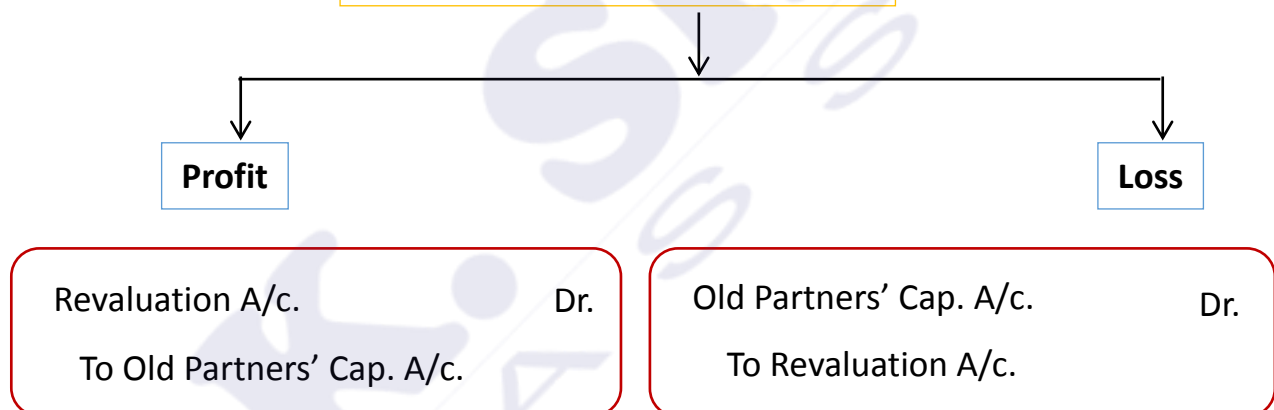 Profit
Loss
Revaluation A/c. Dr.
To Old Partners’ Cap. A/c.
Old Partners’ Cap. A/c. Dr.
To Revaluation A/c.